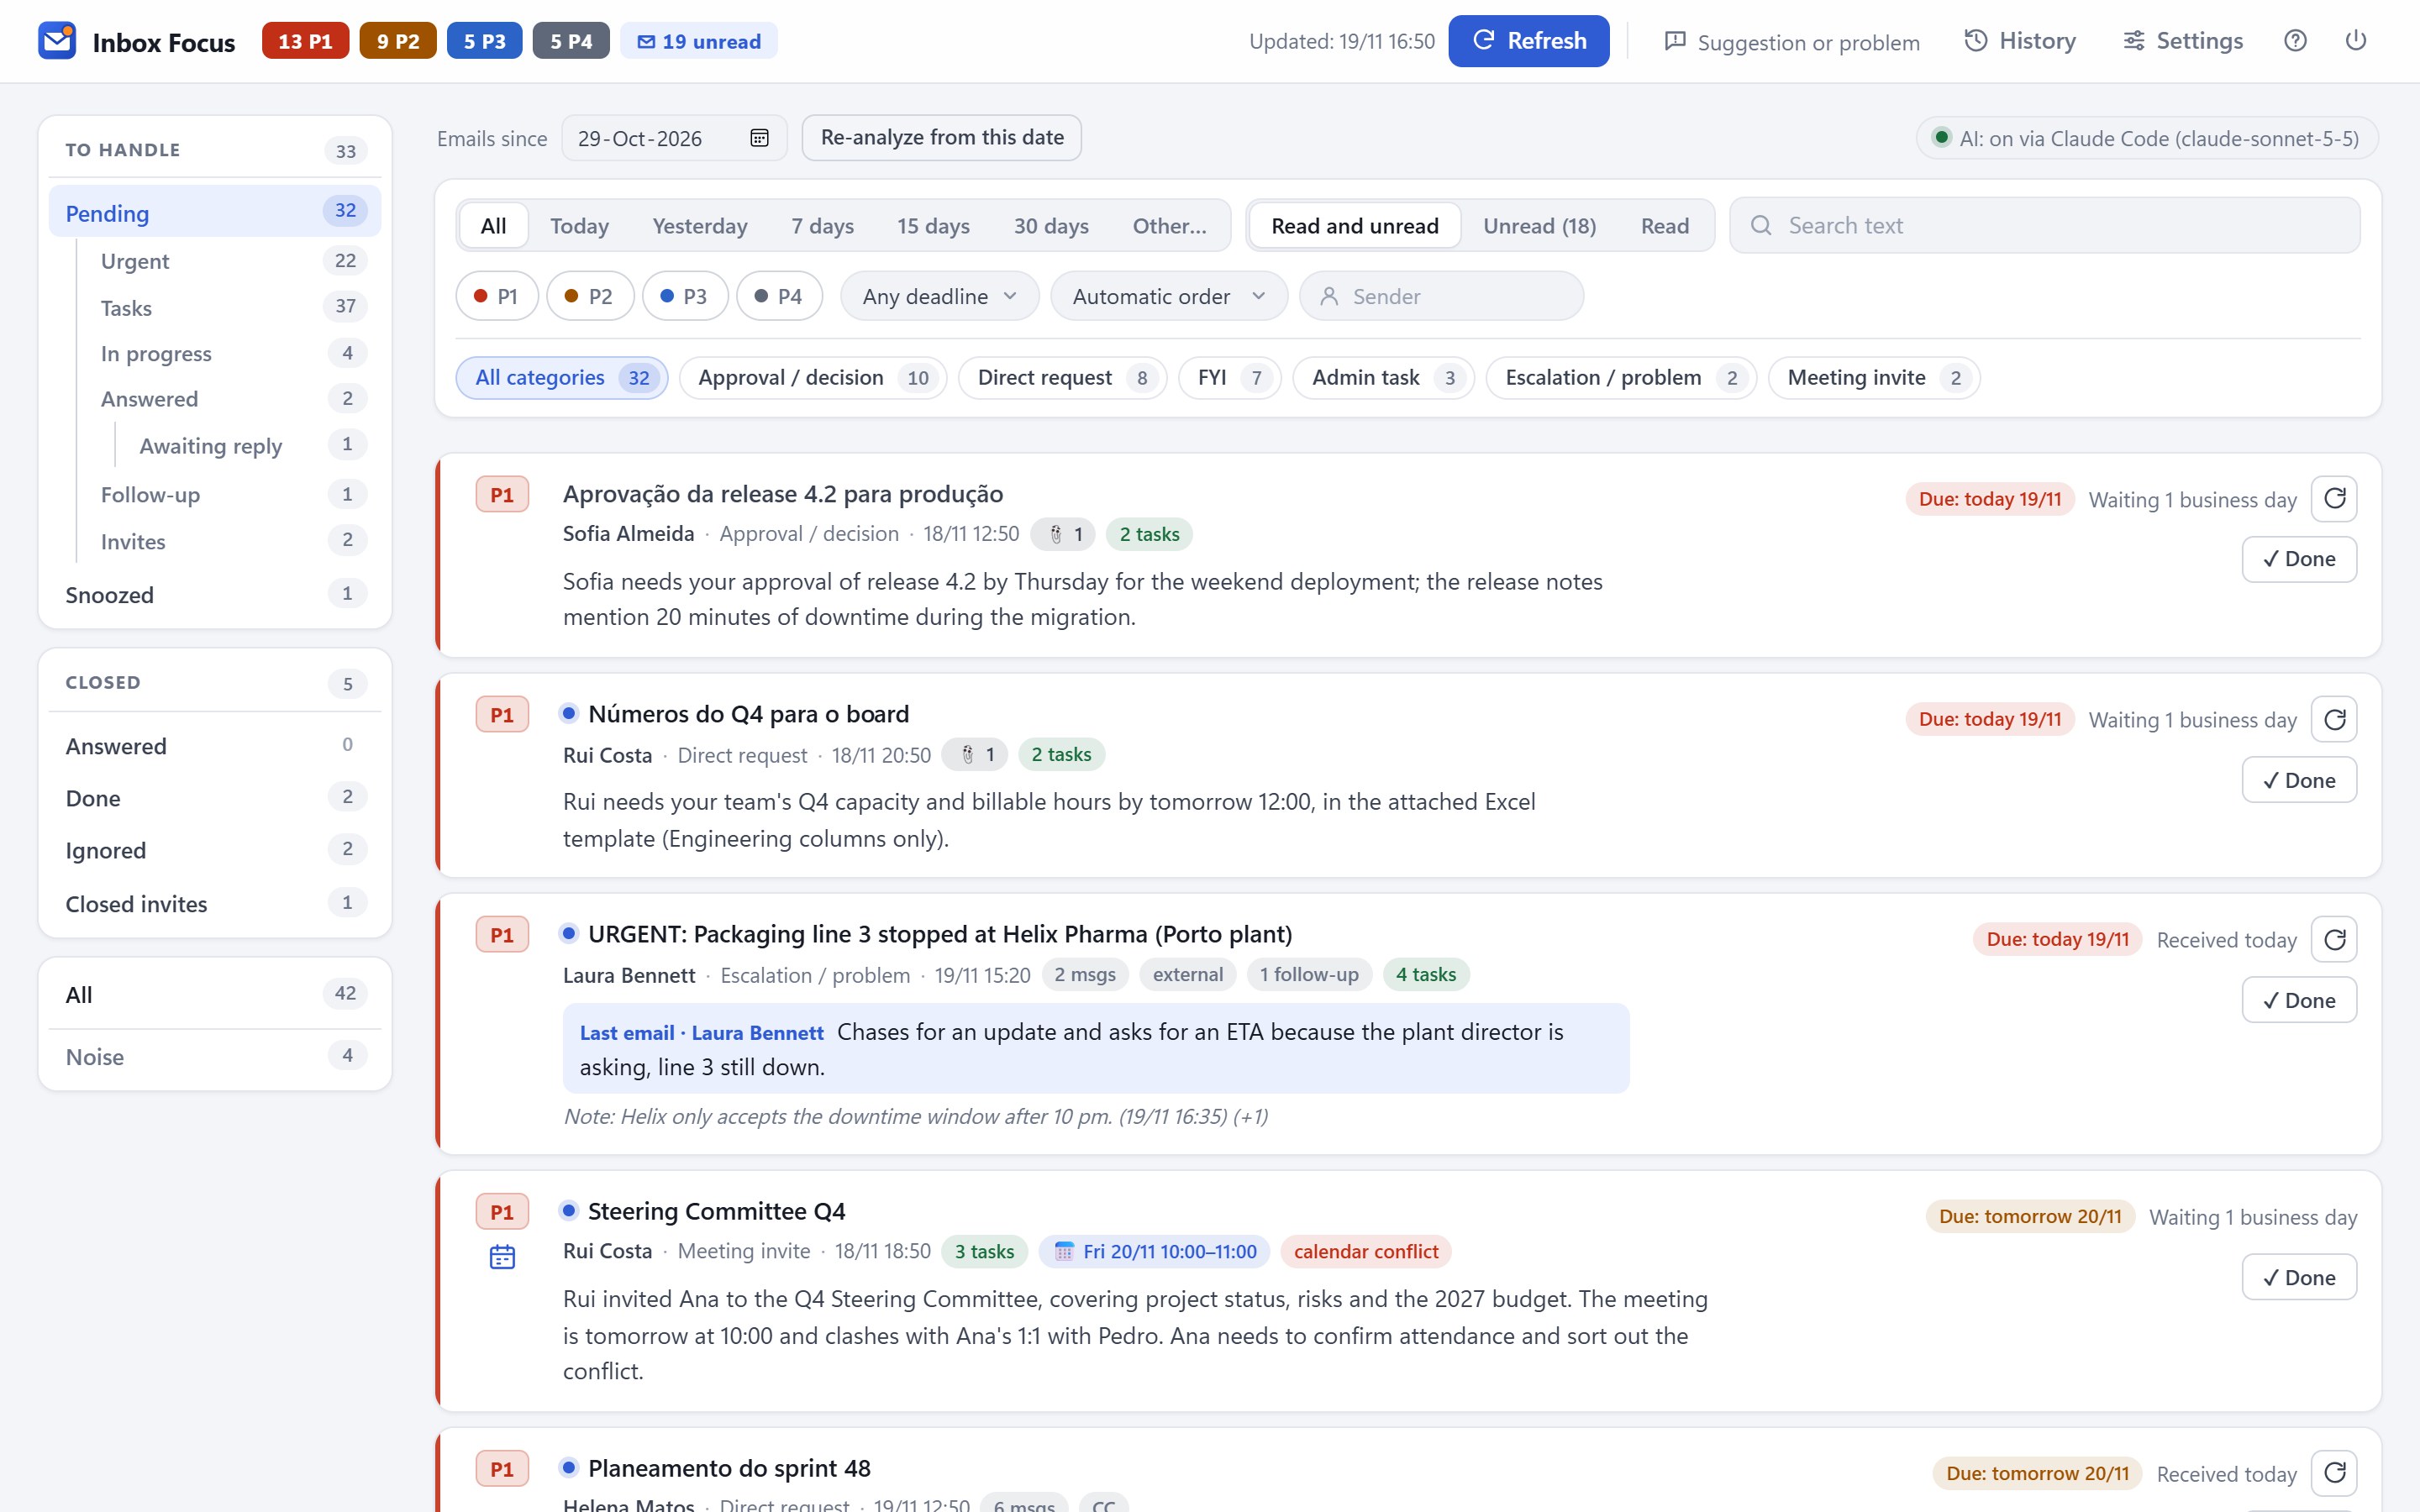 Inbox Focus 13 P1 9 P2 5 P3 5 P4 19 unread Updated: 19/11 16:50 Refresh Suggestion or problem History Settings
TO HANDLE 33
Pending 32
Urgent 22
Tasks 37
In progress 4
Answered 2
Awaiting reply 1
Follow-up 1
Invites 2
Snoozed 1
CLOSED 5
Answered 0
Done 2
Ignored 2
Closed invites 1
All 42
Noise 4
Emails since 29-Oct-2026 Re-analyze from this date AI: on via Claude Code (claude-sonnet-5-5)
All Today Yesterday 7 days 15 days 30 days Other... Read and unread Unread (18) Read Search text
P1 P2 P3 P4 Any deadline Automatic order Sender
All categories 32 Approval / decision 10 Direct request 8 FYI 7 Admin task 3 Escalation / problem 2 Meeting invite 2
P1 Aprovação da release 4.2 para produção Due: today 19/11 Waiting 1 business day
Sofia Almeida · Approval / decision · 18/11 12:50 1 2 tasks
✓ Done
Sofia needs your approval of release 4.2 by Thursday for the weekend deployment; the release notes
mention 20 minutes of downtime during the migration.
P1 Números do Q4 para o board Due: today 19/11 Waiting 1 business day
Rui Costa · Direct request · 18/11 20:50 1 2 tasks
✓ Done
Rui needs your team's Q4 capacity and billable hours by tomorrow 12:00, in the attached Excel
template (Engineering columns only).
P1 URGENT: Packaging line 3 stopped at Helix Pharma (Porto plant) Due: today 19/11 Received today
Laura Bennett · Escalation / problem · 19/11 15:20 2 msgs external 1 follow-up 4 tasks
✓ Done
Last email · Laura Bennett Chases for an update and asks for an ETA because the plant director is
asking, line 3 still down.
Note: Helix only accepts the downtime window after 10 pm. (19/11 16:35) (+1)
P1 Steering Committee Q4 Due: tomorrow 20/11 Waiting 1 business day
Rui Costa · Meeting invite · 18/11 18:50 3 tasks Fri 20/11 10:00–11:00 calendar conflict
✓ Done
Rui invited Ana to the Q4 Steering Committee, covering project status, risks and the 2027 budget. The meeting
is tomorrow at 10:00 and clashes with Ana's 1:1 with Pedro. Ana needs to confirm attendance and sort out the
conflict.
P1 Planeamento do sprint 48 Due: tomorrow 20/11 Received today
Helena Matos · Direct request · 19/11 12:50 6 msgs CC